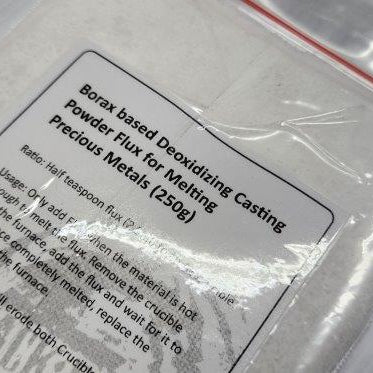 Borax based Deoxidizing Casting
Powder Flux for Melting
Precious Metals (250g)
Ratio: Half teaspoon flux
Usage: Only add when the material is hot
to melt the flux. Remove the crucible
the furnace, add the flux and wait for it to
completely melted, replace the
the furnace.
erode both